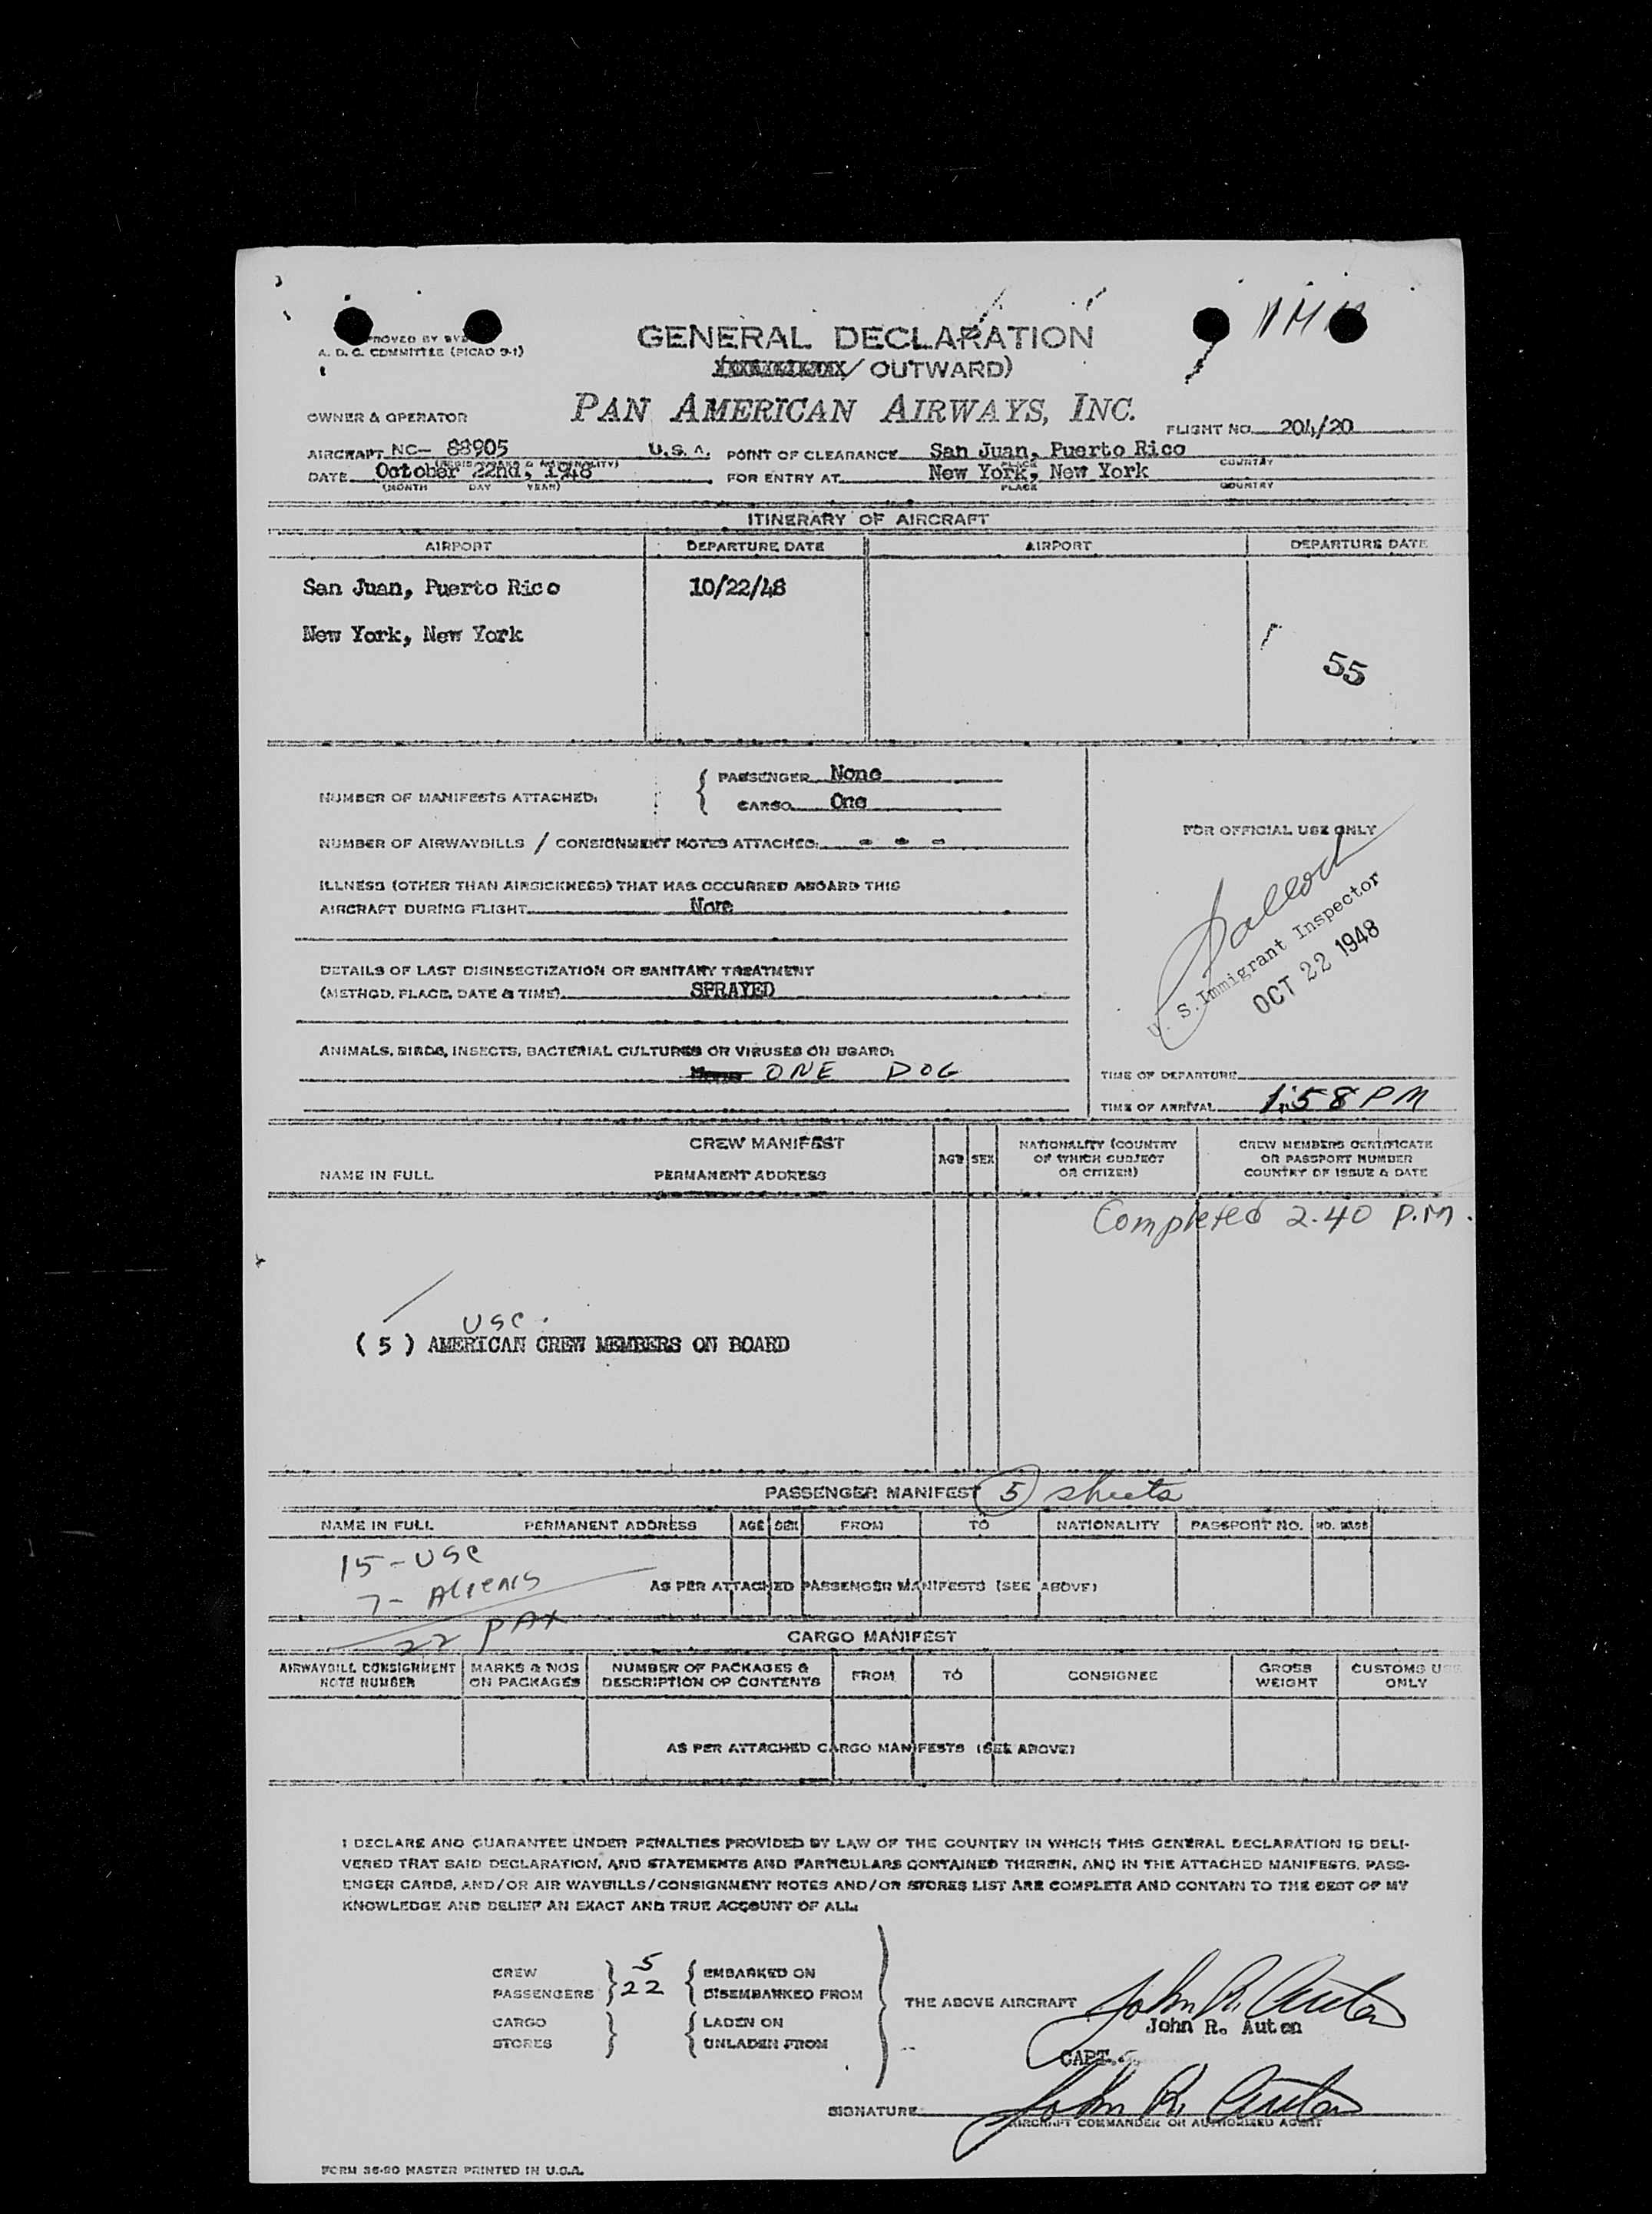 GENERAL DECLARATION
A. D. C. COMMITTEE (PICAO 9-1)
/ OUTWARD)
OWNER & OPERATOR PAN AMERICAN AIRWAYS, INC.
FLIGHT NO. 204/20
AIRCRAFT NC- 88905 U.S.A. POINT OF CLEARANCE San Juan, Puerto Rico
COUNTRY
DATE October 22nd, 1948 FOR ENTRY AT New York, New York
(MONTH DAY YEAR) PLACE COUNTRY
ITINERARY OF AIRCRAFT
AIRPORT DEPARTURE DATE AIRPORT DEPARTURE DATE
San Juan, Puerto Rico 10/22/48
New York, New York
55
NUMBER OF MANIFESTS ATTACHED: PASSENGER None
CARGO One
NUMBER OF AIRWAYBILLS / CONSIGNMENT NOTES ATTACHED: - - -
ILLNESS (OTHER THAN AIRSICKNESS) THAT HAS OCCURRED ABOARD THIS
AIRCRAFT DURING FLIGHT None
DETAILS OF LAST DISINSECTIZATION OR SANITARY TREATMENT
(METHOD, PLACE, DATE & TIME) SPRAYED
ANIMALS, BIRDS, INSECTS, BACTERIAL CULTURES OR VIRUSES ON BOARD:
ONE DOG
FOR OFFICIAL USE ONLY
U. S. Immigrant Inspector
OCT 22 1948
TIME OF DEPARTURE
TIME OF ARRIVAL 1:58 PM
CREW MANIFEST
NAME IN FULL PERMANENT ADDRESS AGE SEX NATIONALITY (COUNTRY OF WHICH SUBJECT OR CITIZEN) CREW MEMBERS CERTIFICATE OR PASSPORT NUMBER COUNTRY OF ISSUE & DATE
Completed 2.40 P.M.
USC.
( 5 ) AMERICAN CREW MEMBERS ON BOARD
PASSENGER MANIFEST 5 sheets
NAME IN FULL PERMANENT ADDRESS AGE SEX FROM TO NATIONALITY PASSPORT NO. NO. BAGS
15 - USC
7 - Aliens
AS PER ATTACHED PASSENGER MANIFESTS (SEE ABOVE)
22 PAX
CARGO MANIFEST
AIRWAYBILL CONSIGNMENT NOTE NUMBER MARKS & NOS ON PACKAGES NUMBER OF PACKAGES & DESCRIPTION OF CONTENTS FROM TO CONSIGNEE GROSS WEIGHT CUSTOMS USE ONLY
AS PER ATTACHED CARGO MANIFESTS (SEE ABOVE)
I DECLARE AND GUARANTEE UNDER PENALTIES PROVIDED BY LAW OF THE COUNTRY IN WHICH THIS GENERAL DECLARATION IS DELI-
VERED THAT SAID DECLARATION, AND STATEMENTS AND PARTICULARS CONTAINED THEREIN, AND IN THE ATTACHED MANIFESTS, PASS-
ENGER CARDS, AND/OR AIR WAYBILLS/CONSIGNMENT NOTES AND/OR STORES LIST ARE COMPLETE AND CONTAIN TO THE BEST OF MY
KNOWLEDGE AND BELIEF AN EXACT AND TRUE ACCOUNT OF ALL:
CREW 5 EMBARKED ON
PASSENGERS 22 DISEMBARKED FROM
CARGO LADEN ON
STORES UNLADEN FROM
THE ABOVE AIRCRAFT John R. Auten
John R. Auten
CAPT.
SIGNATURE John R. Auten
AIRCRAFT COMMANDER OR AUTHORIZED AGENT
FORM 36-90 MASTER PRINTED IN U.S.A.